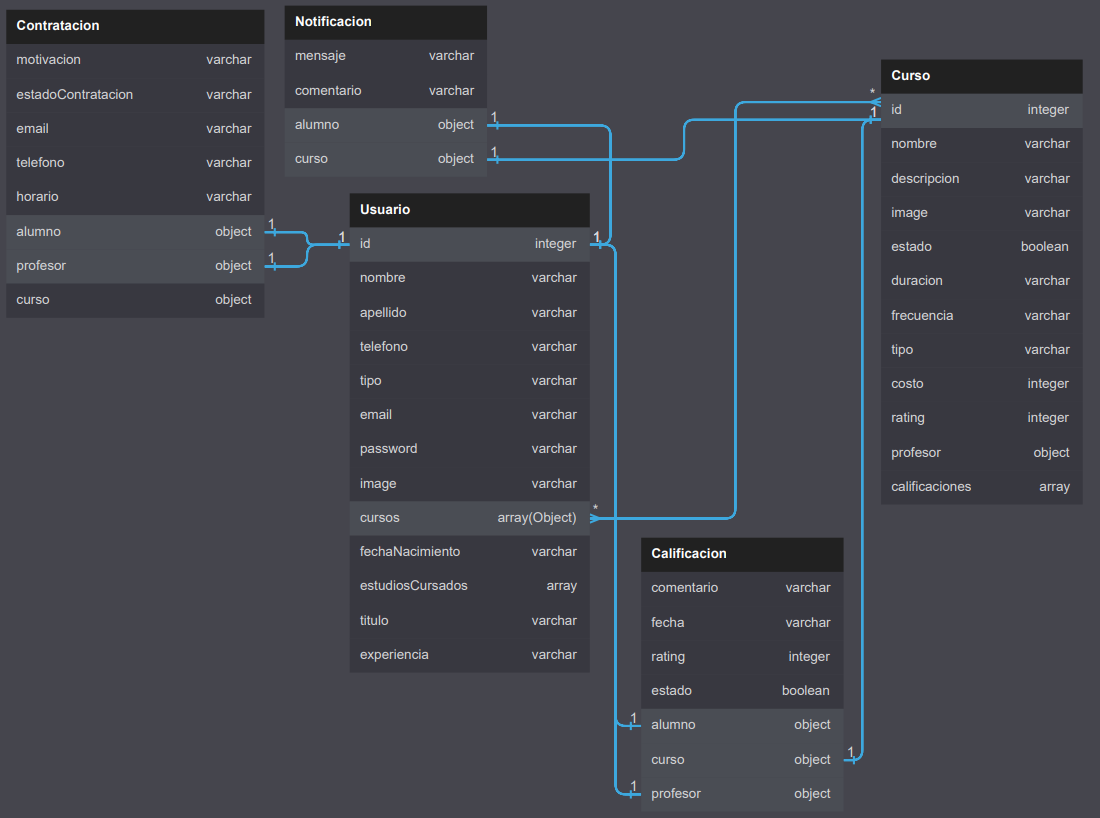 Contratacion
motivacion varchar
estadoContratacion varchar
email varchar
telefono varchar
horario varchar
alumno object 1
profesor object 1
curso object
Notificacion
mensaje varchar
comentario varchar
alumno object 1
curso object 1
Usuario
1 id integer 1
nombre varchar
apellido varchar
telefono varchar
tipo varchar
email varchar
password varchar
image varchar
cursos array(Object) *
fechaNacimiento varchar
estudiosCursados array
titulo varchar
experiencia varchar
Curso
*
1 id integer
nombre varchar
descripcion varchar
image varchar
estado boolean
duracion varchar
frecuencia varchar
tipo varchar
costo integer
rating integer
profesor object
calificaciones array
Calificacion
comentario varchar
fecha varchar
rating integer
estado boolean
1 alumno object
curso object 1
1 profesor object